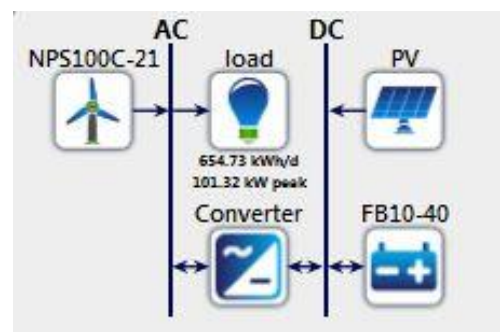 AC
DC
NPS100C-21
load
PV
654.73 kWh/d
101.32 kW peak
Converter
FB10-40